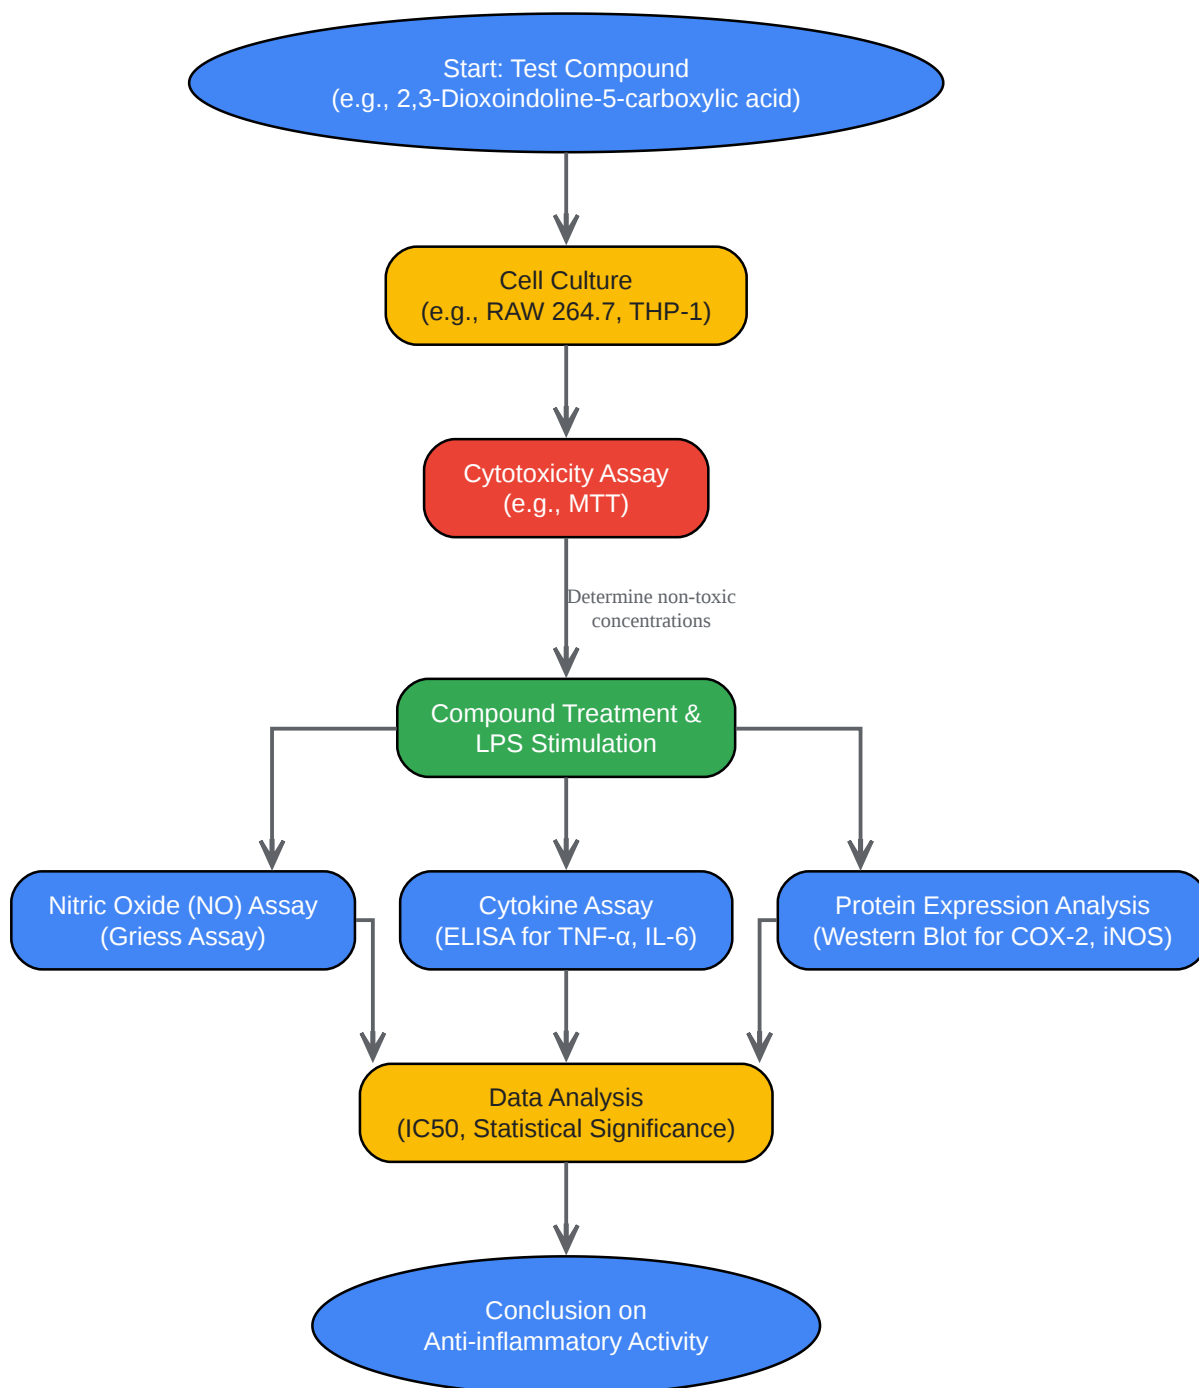 Start: Test Compound
(e.g., 2,3-Dioxoindoline-5-carboxylic acid)
Cell Culture
(e.g., RAW 264.7, THP-1)
Cytotoxicity Assay
(e.g., MTT)
Determine non-toxic
concentrations
Compound Treatment &
LPS Stimulation
Nitric Oxide (NO) Assay
(Griess Assay)
Cytokine Assay
(ELISA for TNF-α, IL-6)
Protein Expression Analysis
(Western Blot for COX-2, iNOS)
Data Analysis
(IC50, Statistical Significance)
Conclusion on
Anti-inflammatory Activity